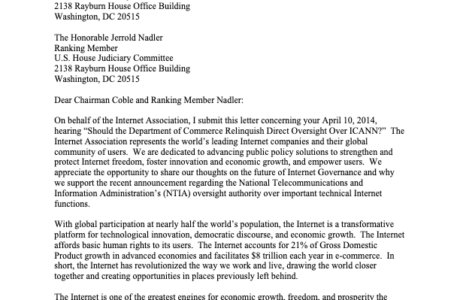 2138 Rayburn House Office Building
Washington, DC 20515
The Honorable Jerrold Nadler
Ranking Member
U.S. House Judiciary Committee
2138 Rayburn House Office Building
Washington, DC 20515
Dear Chairman Coble and Ranking Member Nadler:
On behalf of the Internet Association, I submit this letter concerning your April 10, 2014,
hearing “Should the Department of Commerce Relinquish Direct Oversight Over ICANN?” The
Internet Association represents the world’s leading Internet companies and their global
community of users. We are dedicated to advancing public policy solutions to strengthen and
protect Internet freedom, foster innovation and economic growth, and empower users. We
appreciate the opportunity to share our thoughts on the future of Internet Governance and why
we support the recent announcement regarding the National Telecommunications and
Information Administration’s (NTIA) oversight authority over important technical Internet
functions.
With global participation at nearly half the world’s population, the Internet is a transformative
platform for technological innovation, democratic discourse, and economic growth. The Internet
affords basic human rights to its users. The Internet accounts for 21% of Gross Domestic
Product growth in advanced economies and facilitates $8 trillion each year in e-commerce. In
short, the Internet has revolutionized the way we work and live, drawing the world closer
together and creating opportunities in places previously left behind.
The Internet is one of the greatest engines for economic growth, freedom, and prosperity the